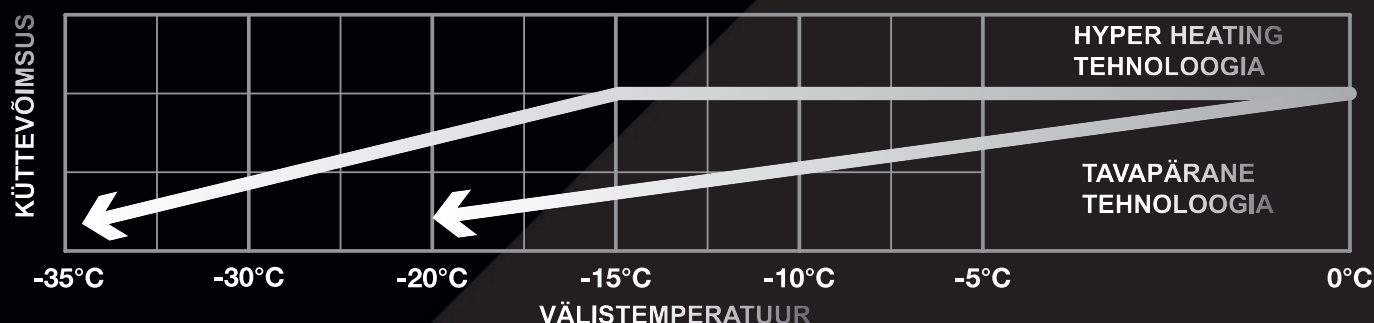 KÜTTEVÕIMSUS
HYPER HEATING
TEHNOLOOGIA
TAVAPÄRANE
TEHNOLOOGIA
-35°C -30°C -20°C -15°C -10°C -5°C 0°C
VÄLISTEMPERATUUR